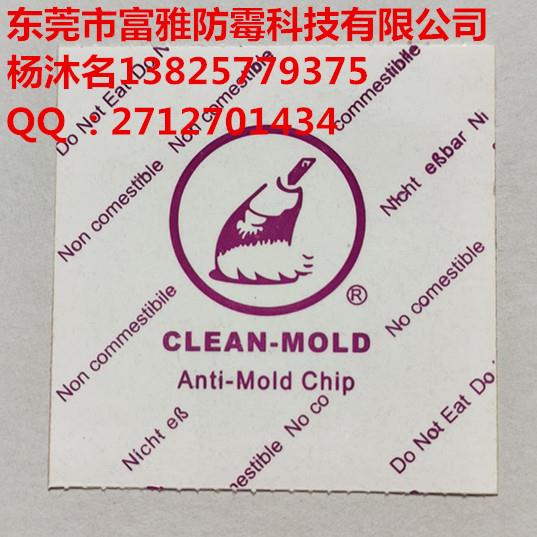 东莞市富雅防霉科技有限公司
杨沐名13825779375
QQ ：2712701434
Do Not Eat Do No
Non comestible
commestibile
Nicht eßbar Ni
Non comestible
Non commestibile
No comestible
®
CLEAN-MOLD
Anti-Mold Chip
Nicht eß
estible No co
Do Not Eat Do